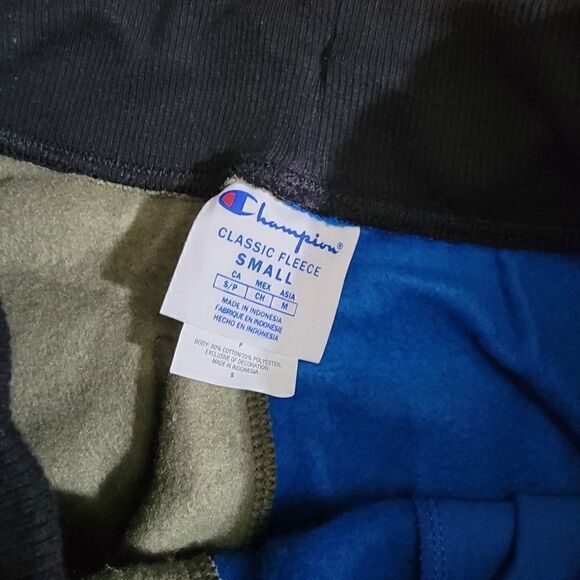 Champion®
CLASSIC FLEECE
SMALL
CA MEX ASIA
S/P CH M
MADE IN INDONESIA
FABRIQUE EN INDONÉSIE
HECHO EN INDONESIA
F
BODY: 80% COTTON/20% POLYESTER,
EXCLUSIVE OF DECORATION
MADE IN INDONESIA
S